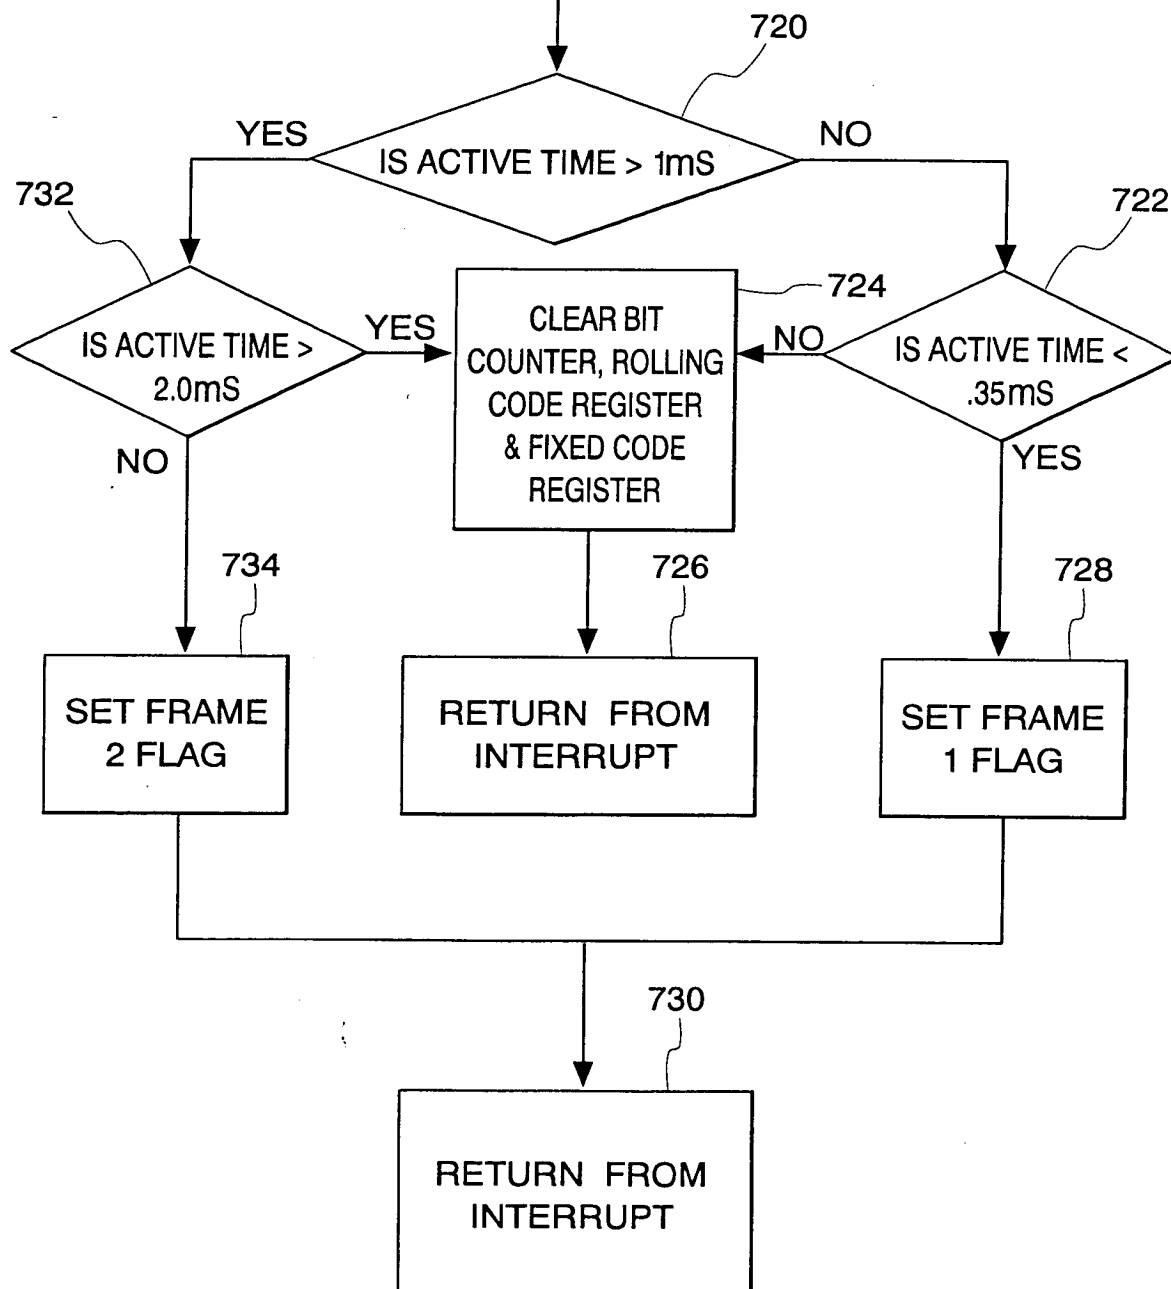 720
YES
NO
IS ACTIVE TIME > 1mS
732
722
724
CLEAR BIT
COUNTER, ROLLING
CODE REGISTER
& FIXED CODE
REGISTER
YES
NO
IS ACTIVE TIME >
2.0mS
IS ACTIVE TIME <
.35mS
NO
YES
734
726
728
SET FRAME
2 FLAG
RETURN FROM
INTERRUPT
SET FRAME
1 FLAG
730
RETURN FROM
INTERRUPT